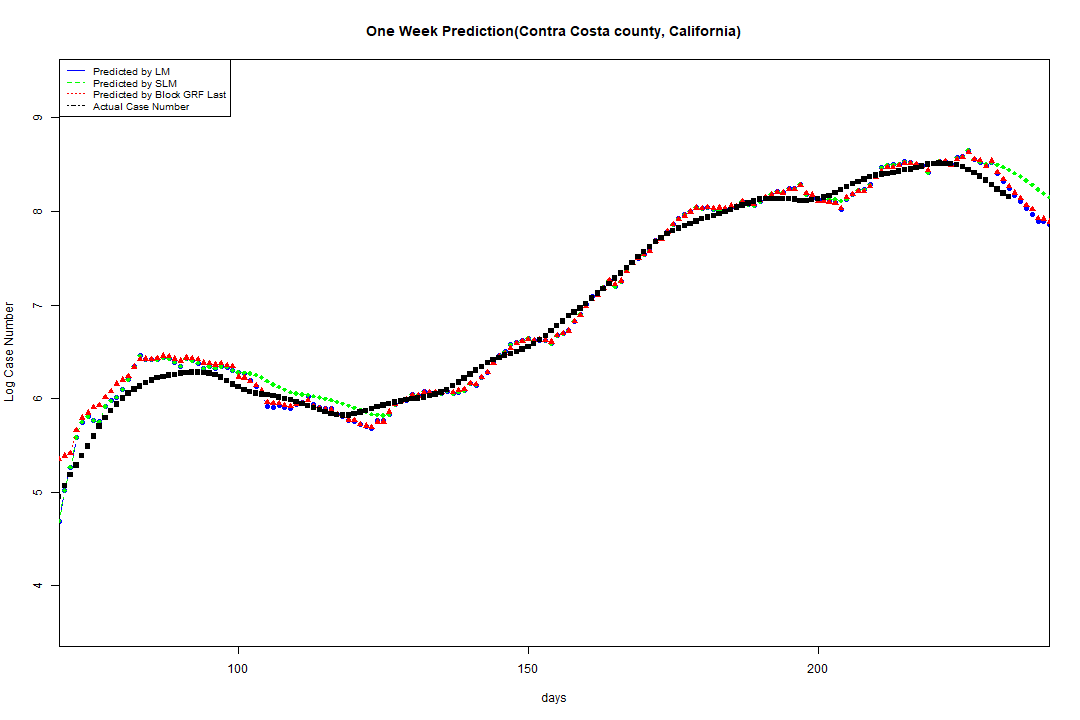 One Week Prediction(Contra Costa county, California)
Predicted by LM
Predicted by SLM
Predicted by Block GRF Last
Actual Case Number
9
8
7
6
5
4
Log Case Number
100 150 200
days